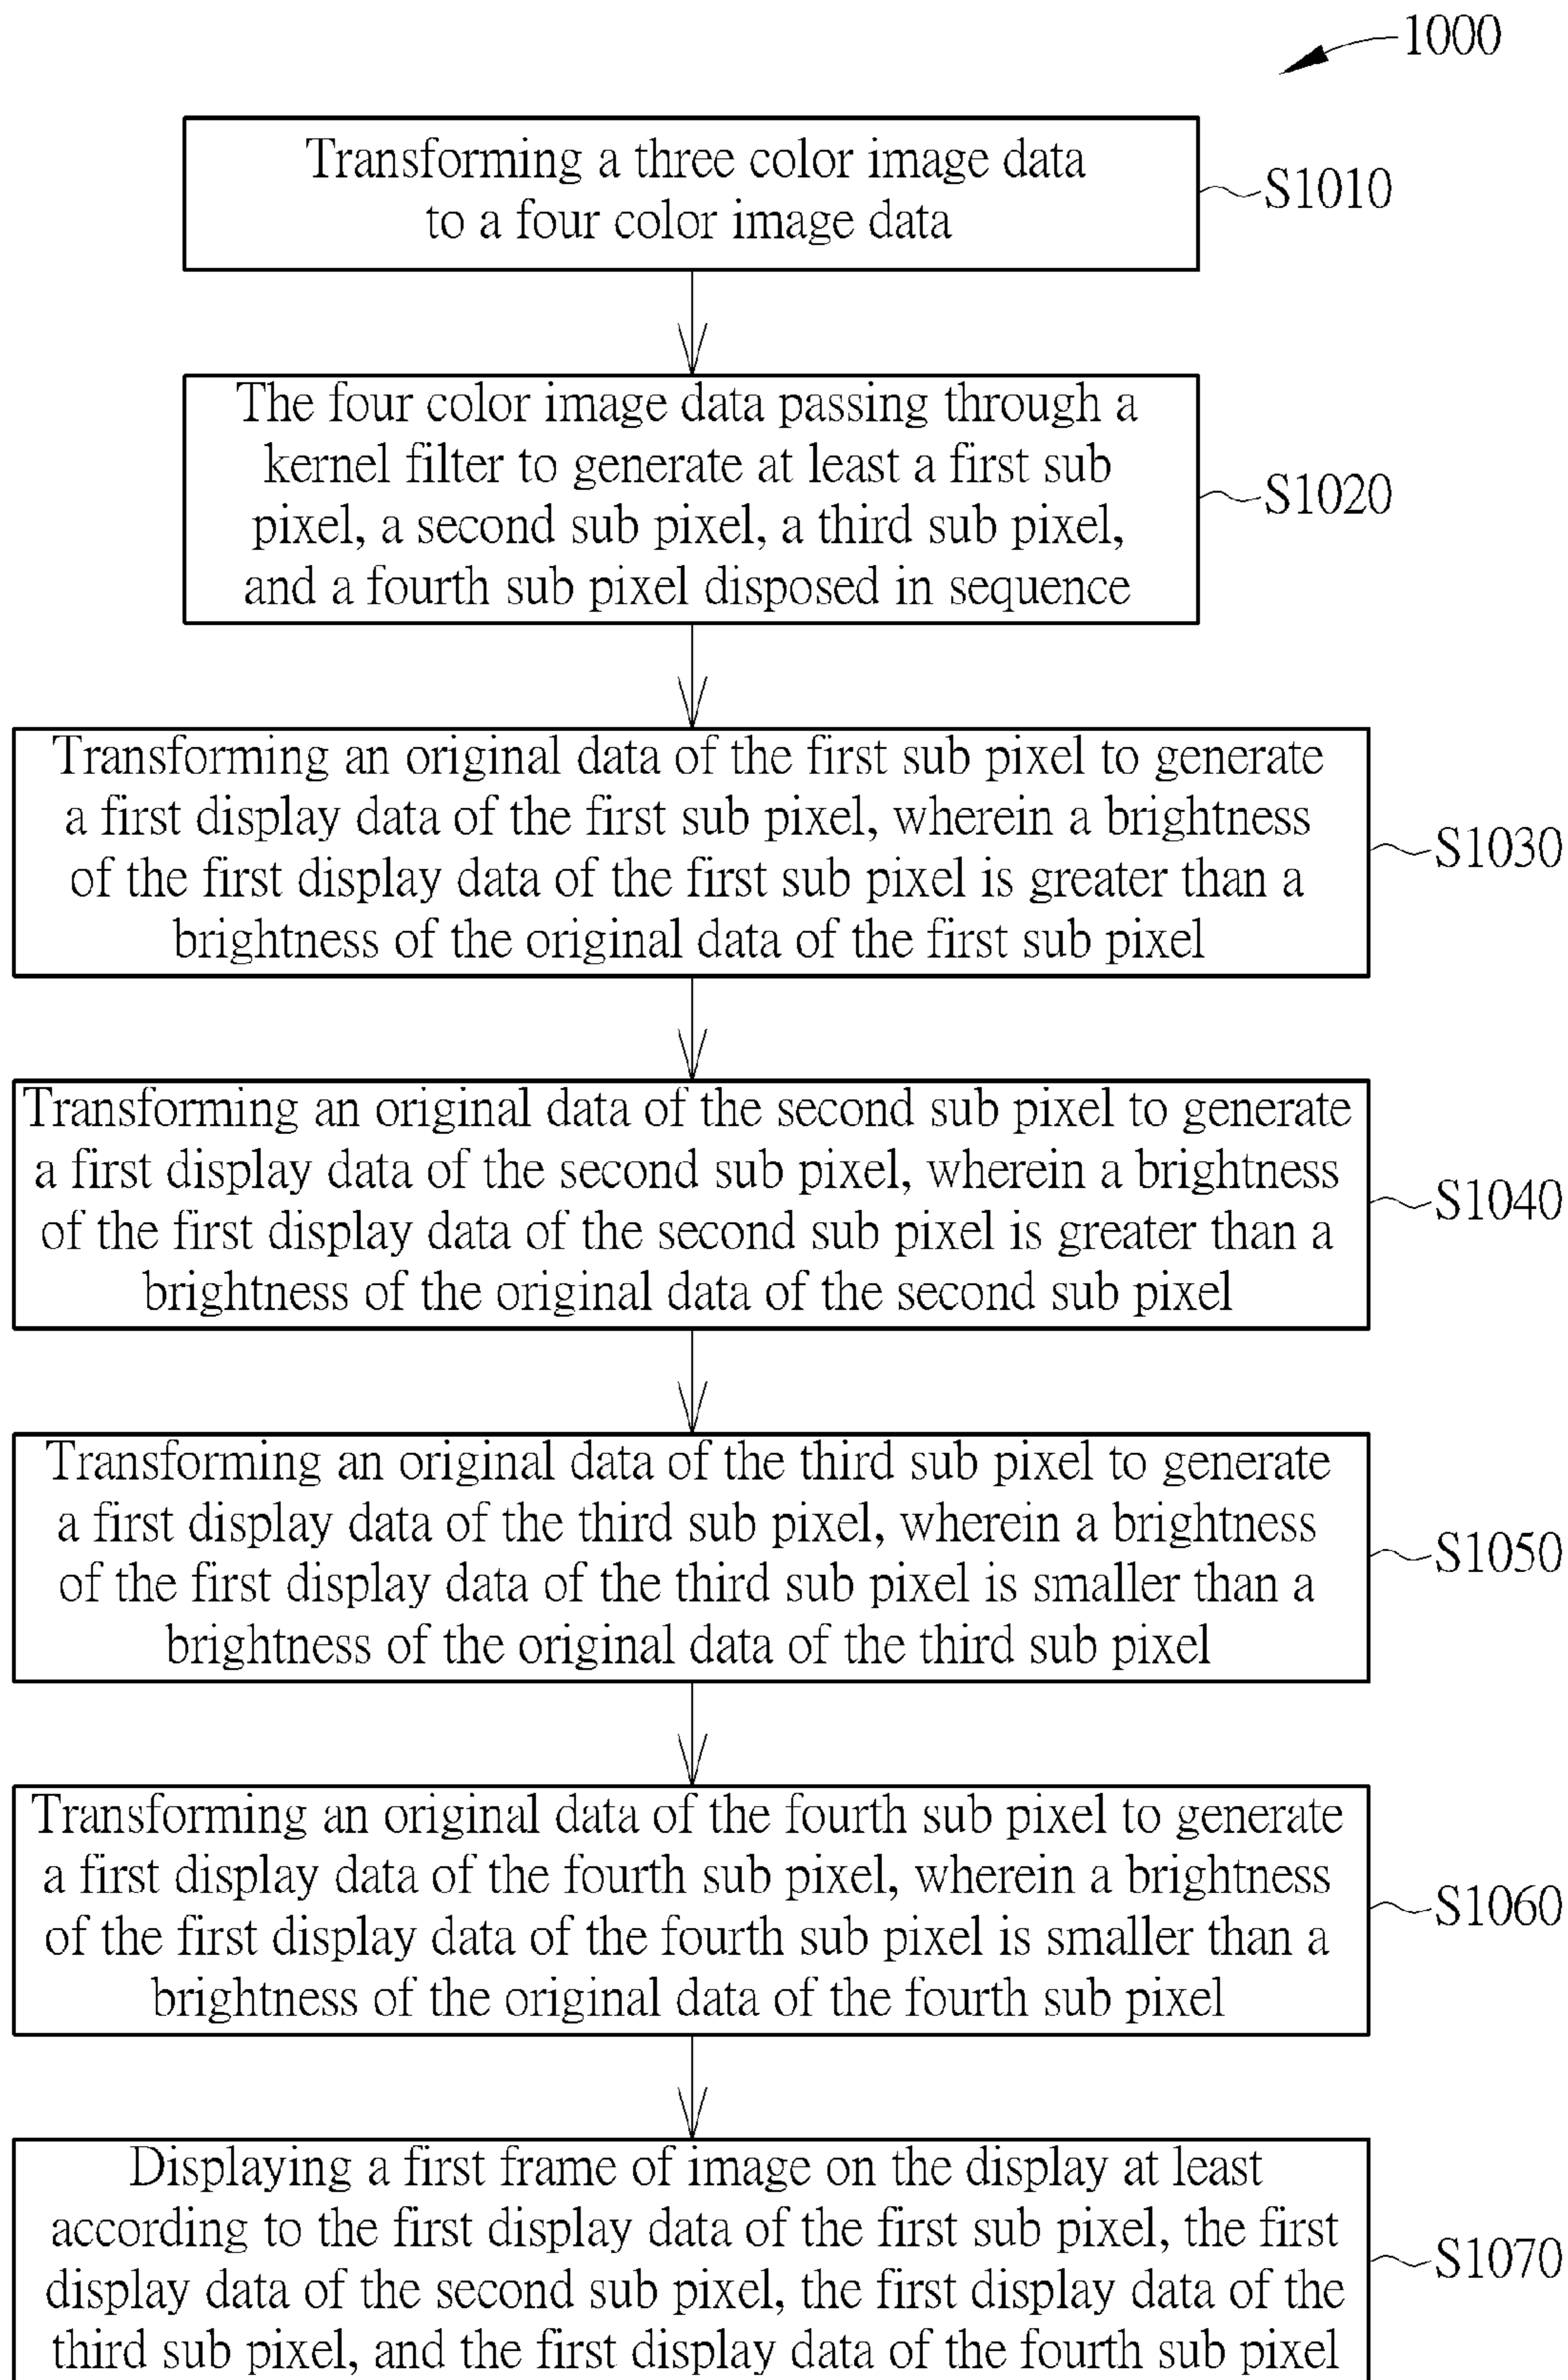 1000
Transforming a three color image data
to a four color image data
S1010
The four color image data passing through a
kernel filter to generate at least a first sub
pixel, a second sub pixel, a third sub pixel,
and a fourth sub pixel disposed in sequence
S1020
Transforming an original data of the first sub pixel to generate
a first display data of the first sub pixel, wherein a brightness
of the first display data of the first sub pixel is greater than a
brightness of the original data of the first sub pixel
S1030
Transforming an original data of the second sub pixel to generate
a first display data of the second sub pixel, wherein a brightness
of the first display data of the second sub pixel is greater than a
brightness of the original data of the second sub pixel
S1040
Transforming an original data of the third sub pixel to generate
a first display data of the third sub pixel, wherein a brightness
of the first display data of the third sub pixel is smaller than a
brightness of the original data of the third sub pixel
S1050
Transforming an original data of the fourth sub pixel to generate
a first display data of the fourth sub pixel, wherein a brightness
of the first display data of the fourth sub pixel is smaller than a
brightness of the original data of the fourth sub pixel
S1060
Displaying a first frame of image on the display at least
according to the first display data of the first sub pixel, the first
display data of the second sub pixel, the first display data of the
third sub pixel, and the first display data of the fourth sub pixel
S1070